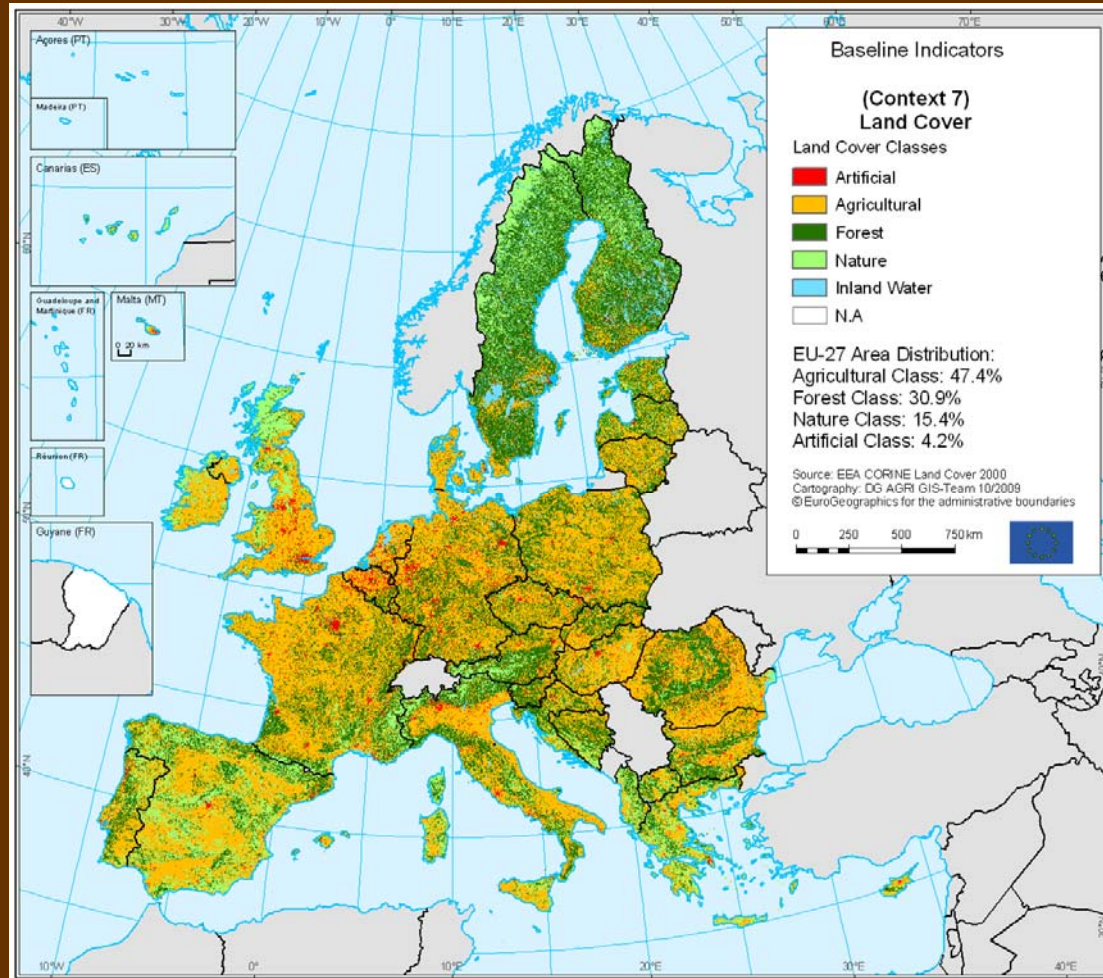 40°W
30°W
20°W
10°W
0°
10°E
20°E
30°E
40°E
50°E
60°E
70°E
Açores (PT)
Madeira (PT)
Canarias (ES)
Guadeloupe and
Martinique (FR)
Malta (MT)
0 20 km
Réunion (FR)
Guyane (FR)
Baseline Indicators
(Context 7)
Land Cover
Land Cover Classes
Artificial
Agricultural
Forest
Nature
Inland Water
N.A
EU-27 Area Distribution:
Agricultural Class: 47.4%
Forest Class: 30.9%
Nature Class: 15.4%
Artificial Class: 4.2%
Source: EEA CORINE Land Cover 2000
Cartography: DG AGRI GIS-Team 10/2009
© EuroGeographics for the administrative boundaries
0 250 500 750 km
60°N
50°N
40°N
40°N
10°W
0°
10°E
20°E
30°E
40°E